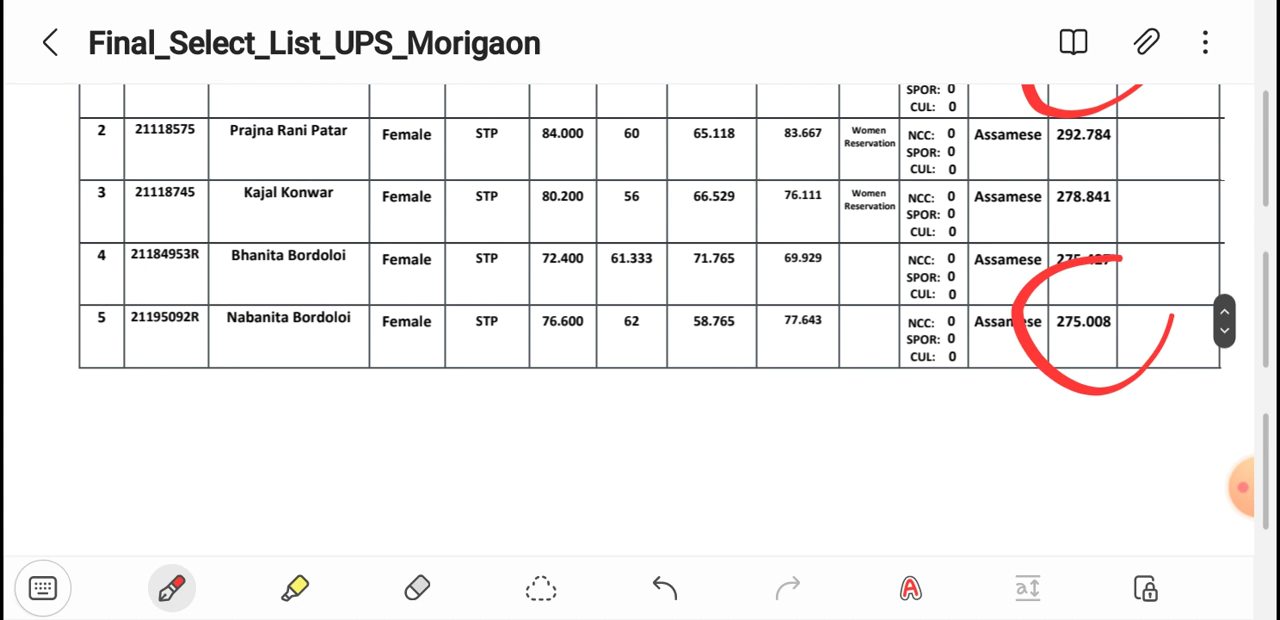 Final_Select_List_UPS_Morigaon
SPOR: 0
CUL: 0
2 21118575 Prajna Rani Patar Female STP 84.000 60 65.118 83.667 Women Reservation NCC: 0 SPOR: 0 CUL: 0 Assamese 292.784
3 21118745 Kajal Konwar Female STP 80.200 56 66.529 76.111 Women Reservation NCC: 0 SPOR: 0 CUL: 0 Assamese 278.841
4 21184953R Bhanita Bordoloi Female STP 72.400 61.333 71.765 69.929 NCC: 0 SPOR: 0 CUL: 0 Assamese 275.427
5 21195092R Nabanita Bordoloi Female STP 76.600 62 58.765 77.643 NCC: 0 SPOR: 0 CUL: 0 Assamese 275.008
A a